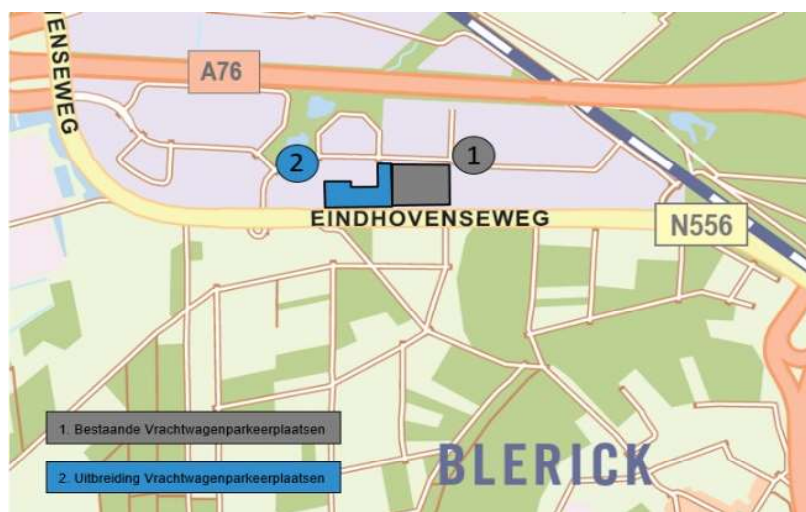 ENSEWEG
A76
1
2
EINDHOVENSEWEG
N556
1. Bestaande Vrachtwagenparkeerplaatsen
2. Uitbreiding Vrachtwagenparkeerplaatsen
BLERICK